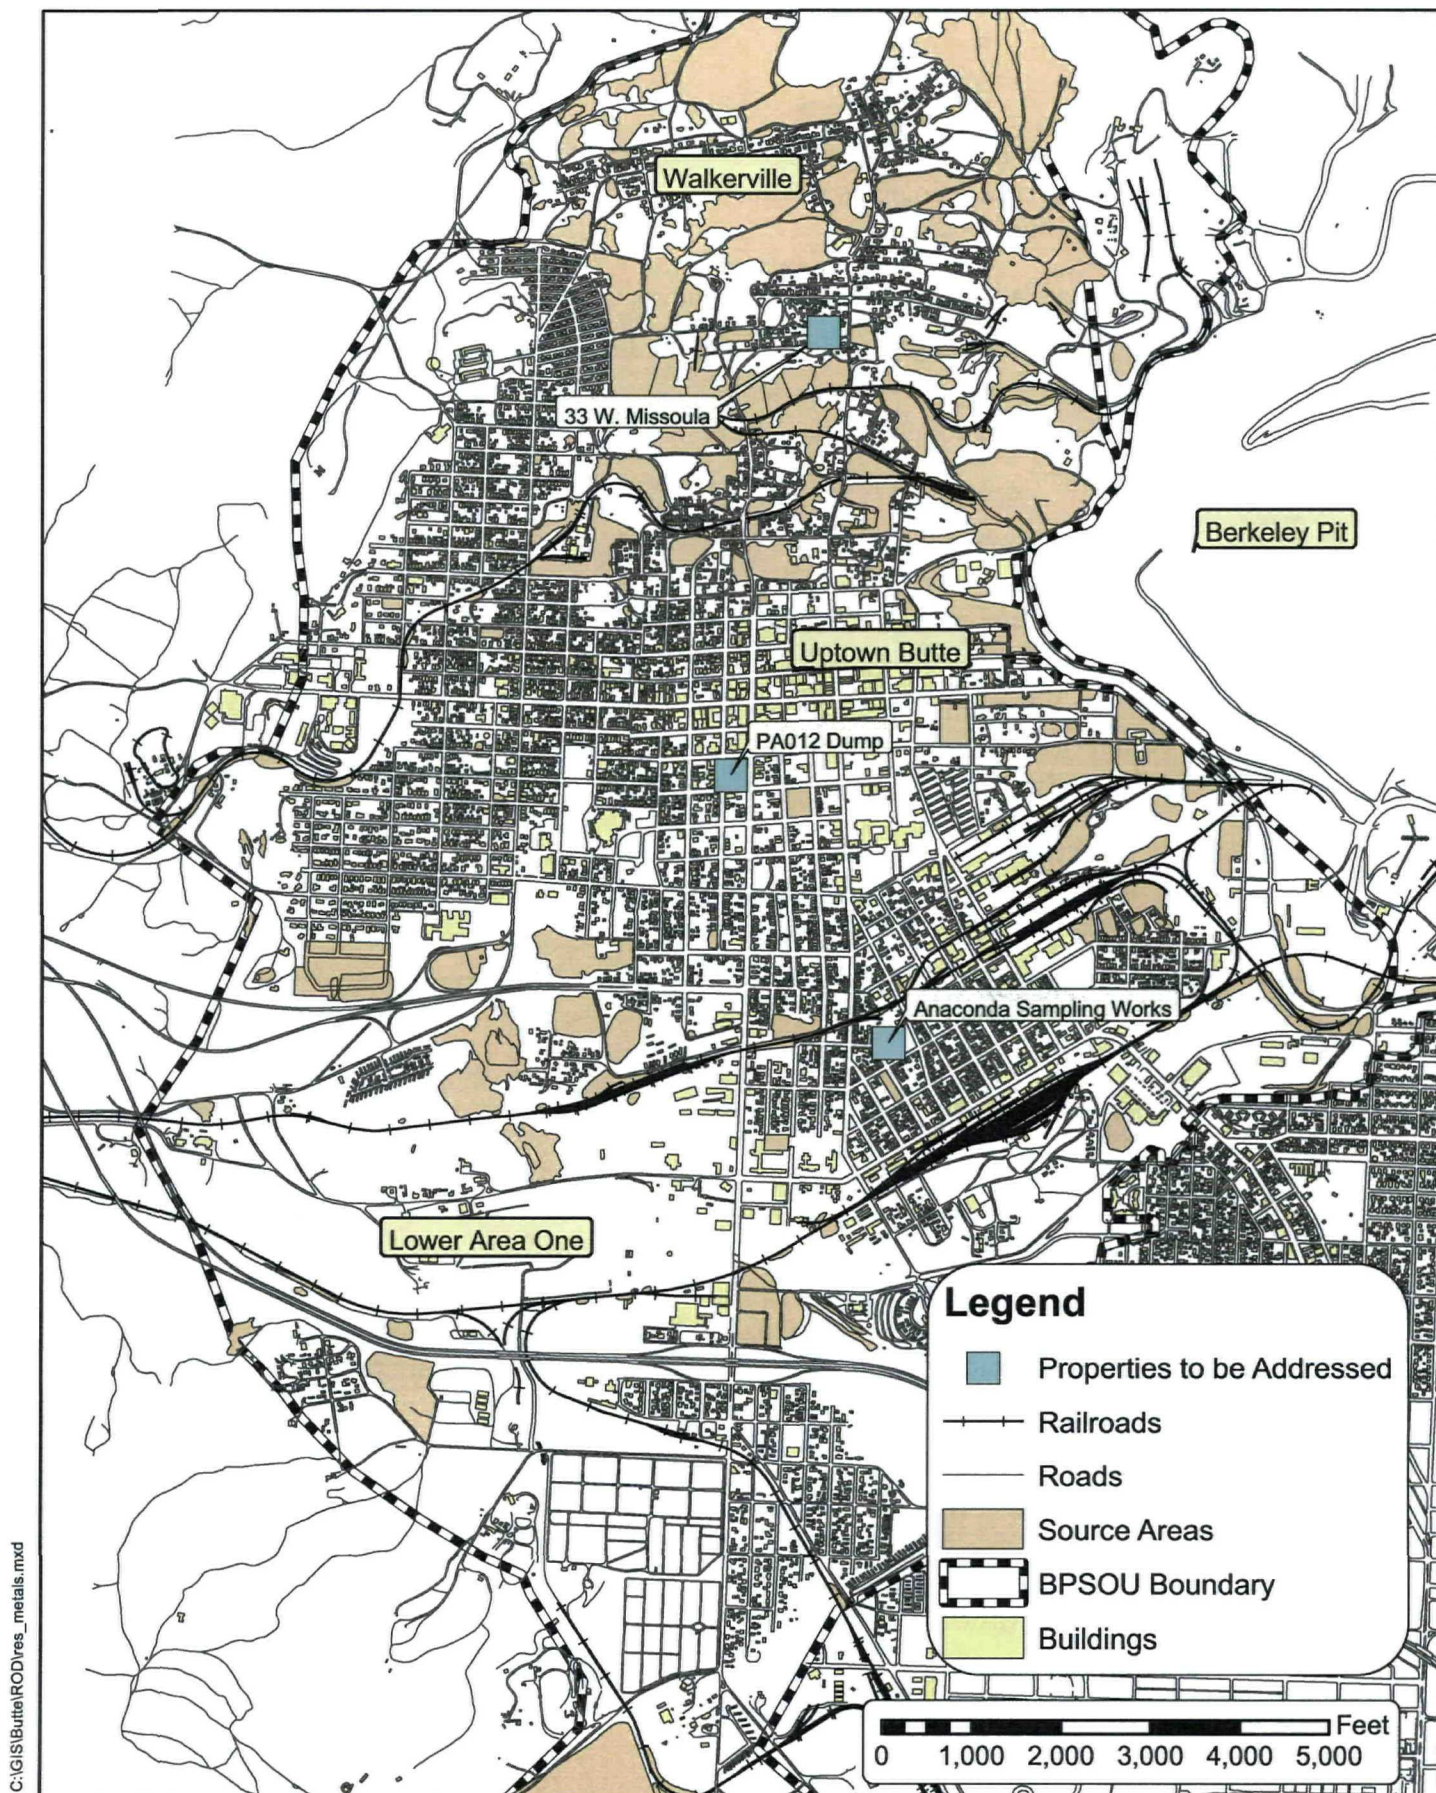 Walkerville
33 W. Missoula
Berkeley Pit
Uptown Butte
PA012 Dump
Anaconda Sampling Works
Lower Area One
Legend
Properties to be Addressed
Railroads
Roads
Source Areas
BPSOU Boundary
Buildings
Feet
0 1,000 2,000 3,000 4,000 5,000
C:\GIS\Butte\ROD\res_metals.mxd